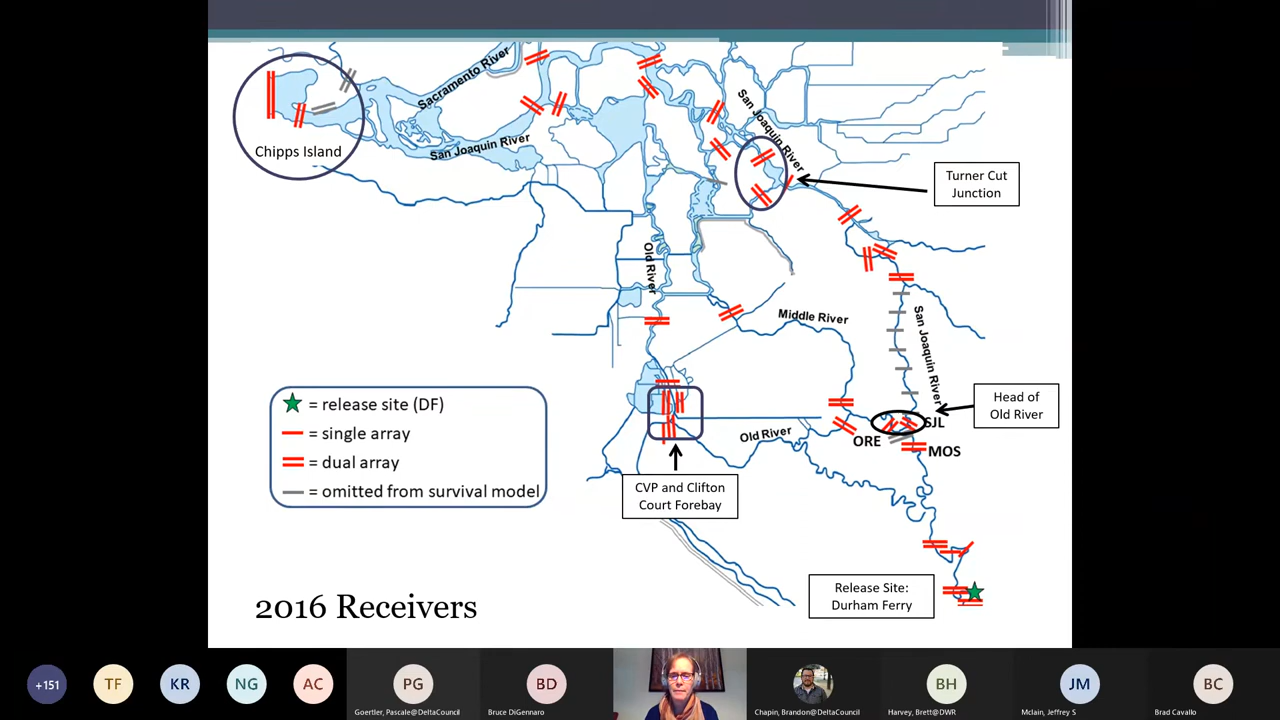 Sacramento River
San Joaquin River
Chipps Island
San Joaquin River
Turner Cut
Junction
Old River
Middle River
San Joaquin River
Head of
Old River
SJL
ORE
MOS
Old River
CVP and Clifton
Court Forebay
= release site (DF)
= single array
= dual array
= omitted from survival model
Release Site:
Durham Ferry
2016 Receivers
+151
TF
KR
NG
AC
PG
Goertler, Pascale@DeltaCouncil
BD
Bruce DiGennaro
Chapin, Brandon@DeltaCouncil
BH
Harvey, Brett@DWR
JM
Mclain, Jeffrey S
BC
Brad Cavallo